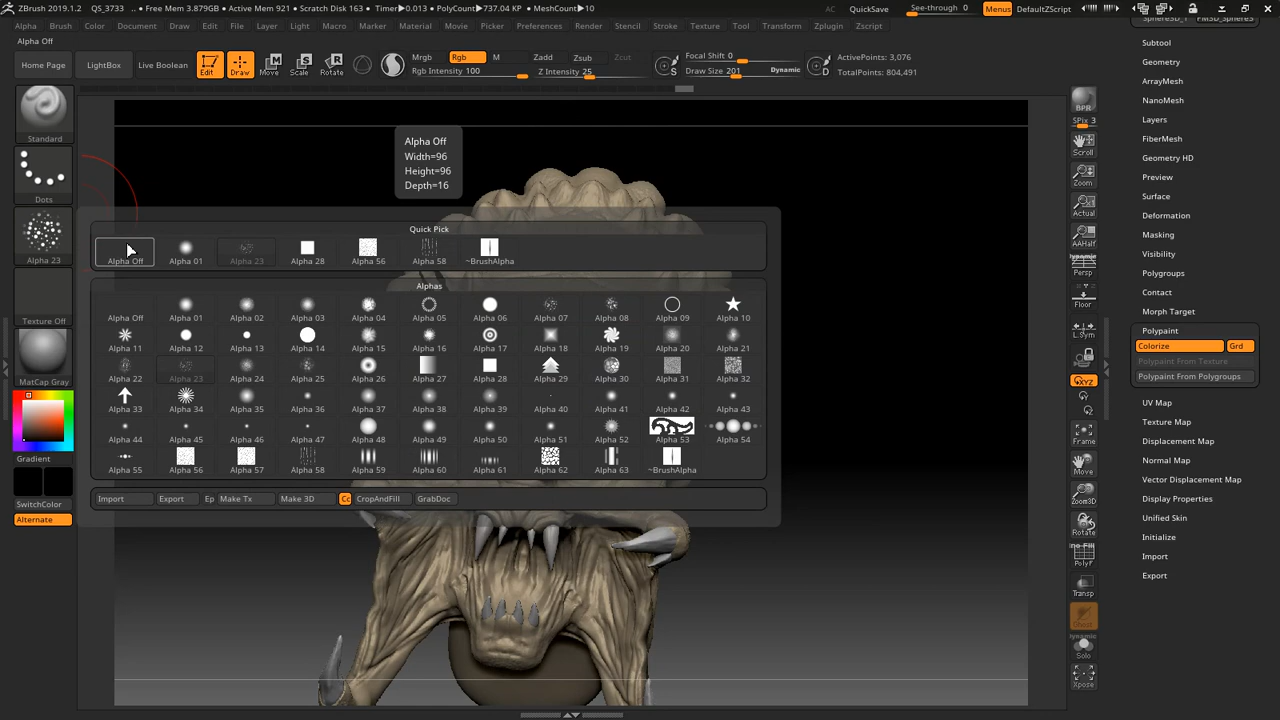 ZBrush 2019.1.2 QS_3733 .. • Free Mem 3.879GB • Active Mem 921 • Scratch Disk 163 • Timer▶0.013 • PolyCount▶737.04 KP • MeshCount▶10 AC QuickSave See-through 0 Menus DefaultZScript
Alpha Brush Color Document Draw Edit File Layer Light Macro Marker Material Movie Picker Preferences Render Stencil Stroke Texture Tool Transform Zplugin Zscript
Alpha Off
Home Page LightBox Live Boolean Edit Draw Move Scale Rotate
Mrgb Rgb M Zadd Zsub Zcut
Rgb Intensity 100 Z Intensity 25
Focal Shift 0
Draw Size 201 Dynamic
ActivePoints: 3,076
TotalPoints: 804,491
Standard
Dots
Alpha 23
Texture Off
MatCap Gray
Gradient
SwitchColor
Alternate
Alpha Off
Width=96
Height=96
Depth=16
Quick Pick
Alpha Off Alpha 01 Alpha 23 Alpha 28 Alpha 56 Alpha 58 ~BrushAlpha
Alphas
Alpha Off Alpha 01 Alpha 02 Alpha 03 Alpha 04 Alpha 05 Alpha 06 Alpha 07 Alpha 08 Alpha 09 Alpha 10
Alpha 11 Alpha 12 Alpha 13 Alpha 14 Alpha 15 Alpha 16 Alpha 17 Alpha 18 Alpha 19 Alpha 20 Alpha 21
Alpha 22 Alpha 23 Alpha 24 Alpha 25 Alpha 26 Alpha 27 Alpha 28 Alpha 29 Alpha 30 Alpha 31 Alpha 32
Alpha 33 Alpha 34 Alpha 35 Alpha 36 Alpha 37 Alpha 38 Alpha 39 Alpha 40 Alpha 41 Alpha 42 Alpha 43
Alpha 44 Alpha 45 Alpha 46 Alpha 47 Alpha 48 Alpha 49 Alpha 50 Alpha 51 Alpha 52 Alpha 53 Alpha 54
Alpha 55 Alpha 56 Alpha 57 Alpha 58 Alpha 59 Alpha 60 Alpha 61 Alpha 62 Alpha 63 ~BrushAlpha
Import Export Ep Make Tx Make 3D Cc CropAndFill GrabDoc
BPR
SPix 3
Scroll
Zoom
Actual
AAHalf
Dynamic
Persp
Floor
L.Sym
XYZ
Frame
Move
Zoom3D
Rotate
PolyF
Transp
Ghost
Dynamic
Solo
Xpose
Subtool
Geometry
ArrayMesh
NanoMesh
Layers
FiberMesh
Geometry HD
Preview
Surface
Deformation
Masking
Visibility
Polygroups
Contact
Morph Target
Polypaint
Colorize Grd
Polypaint From Texture
Polypaint From Polygroups
UV Map
Texture Map
Displacement Map
Normal Map
Vector Displacement Map
Display Properties
Unified Skin
Initialize
Import
Export